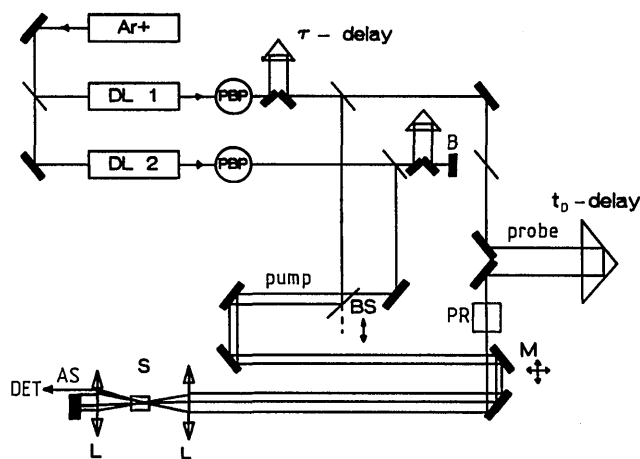 Ar+
τ - delay
DL 1
PBP
B
DL 2
PBP
t_D - delay
probe
pump
BS
PR
M
S
AS
DET
L
L